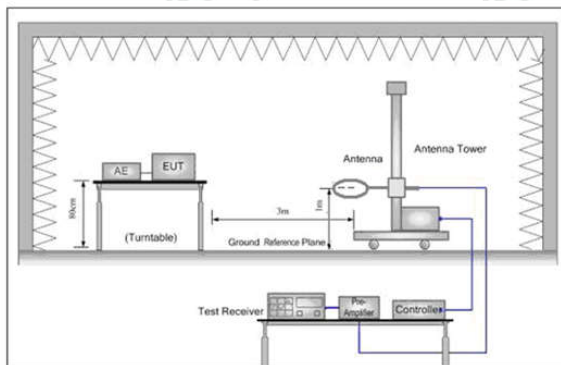 AE
EUT
80cm
(Turntable)
3m
1m
Ground Reference Plane
Antenna
Antenna Tower
Test Receiver
Pre-
Amplifier
Controller